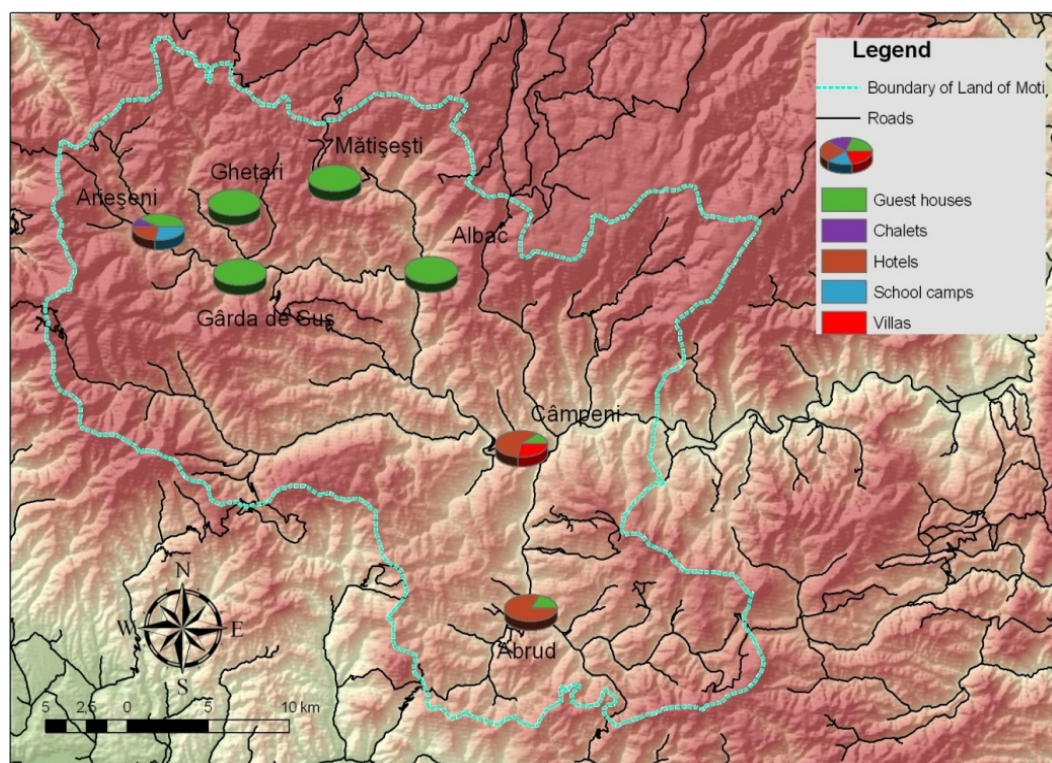 Legend
Boundary of Land of Moti
Roads
Guest houses
Chalets
Hotels
School camps
Villas
Mătişeşti
Gheţari
Arieşeni
Albac
Gârda de Sus
Câmpeni
Abrud
N
W E
S
5 2,5 0 5 10 km